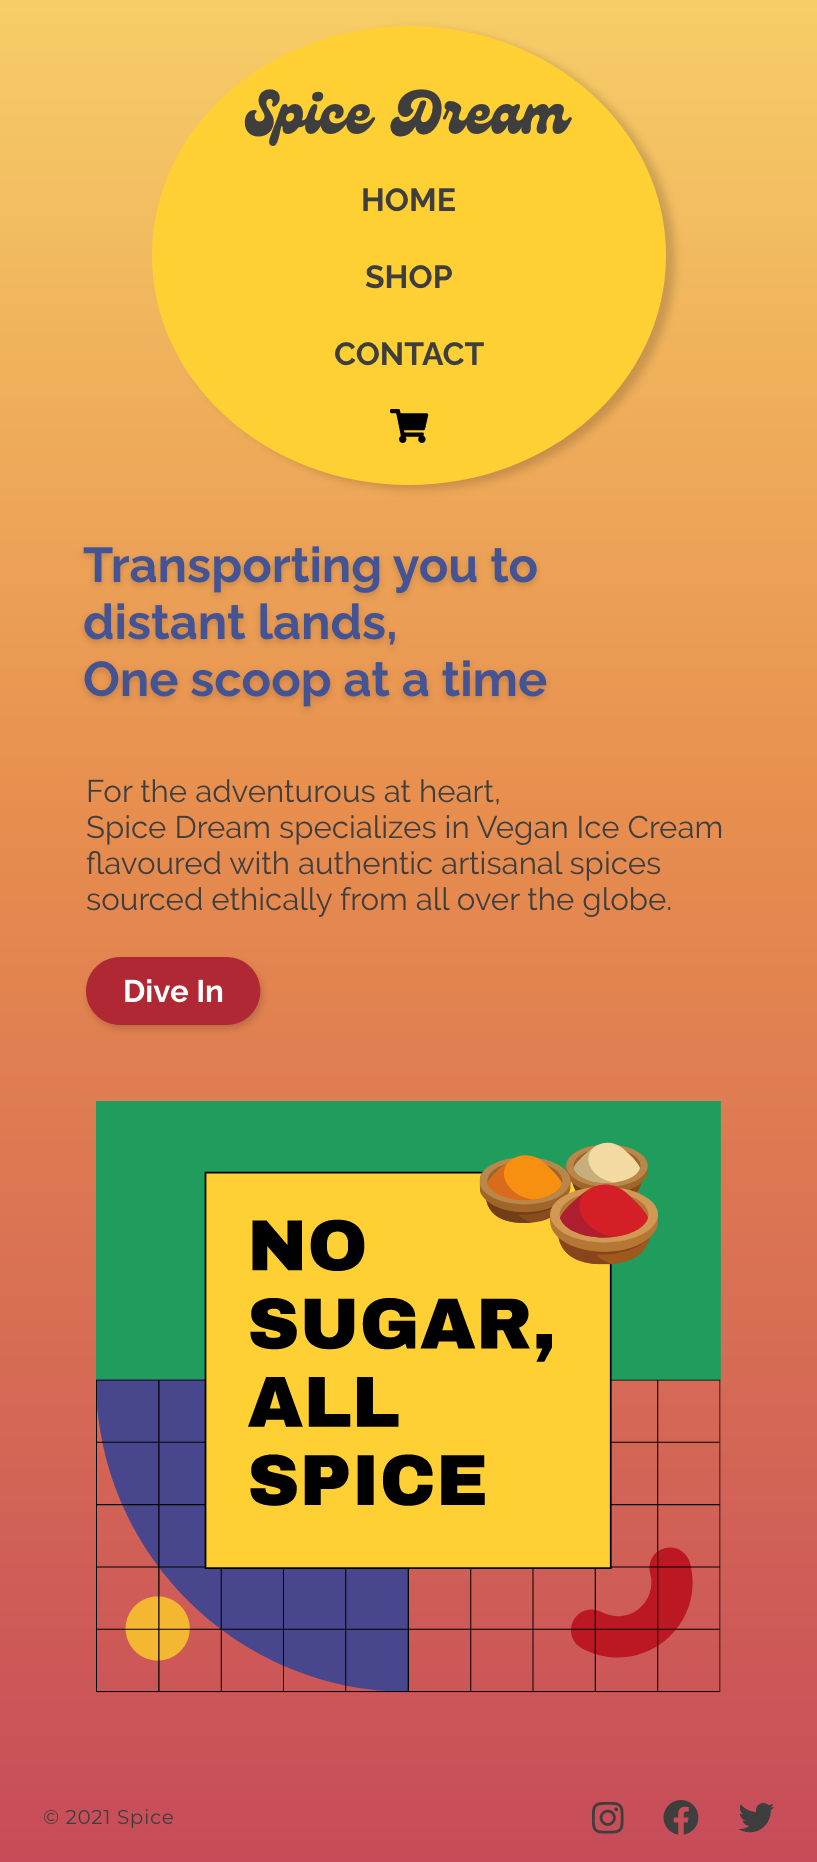 Spice Dream
HOME
SHOP
CONTACT
Transporting you to
distant lands,
One scoop at a time
For the adventurous at heart,
Spice Dream specializes in Vegan Ice Cream
flavoured with authentic artisanal spices
sourced ethically from all over the globe.
Dive In
NO
SUGAR,
ALL
SPICE
© 2021 Spice